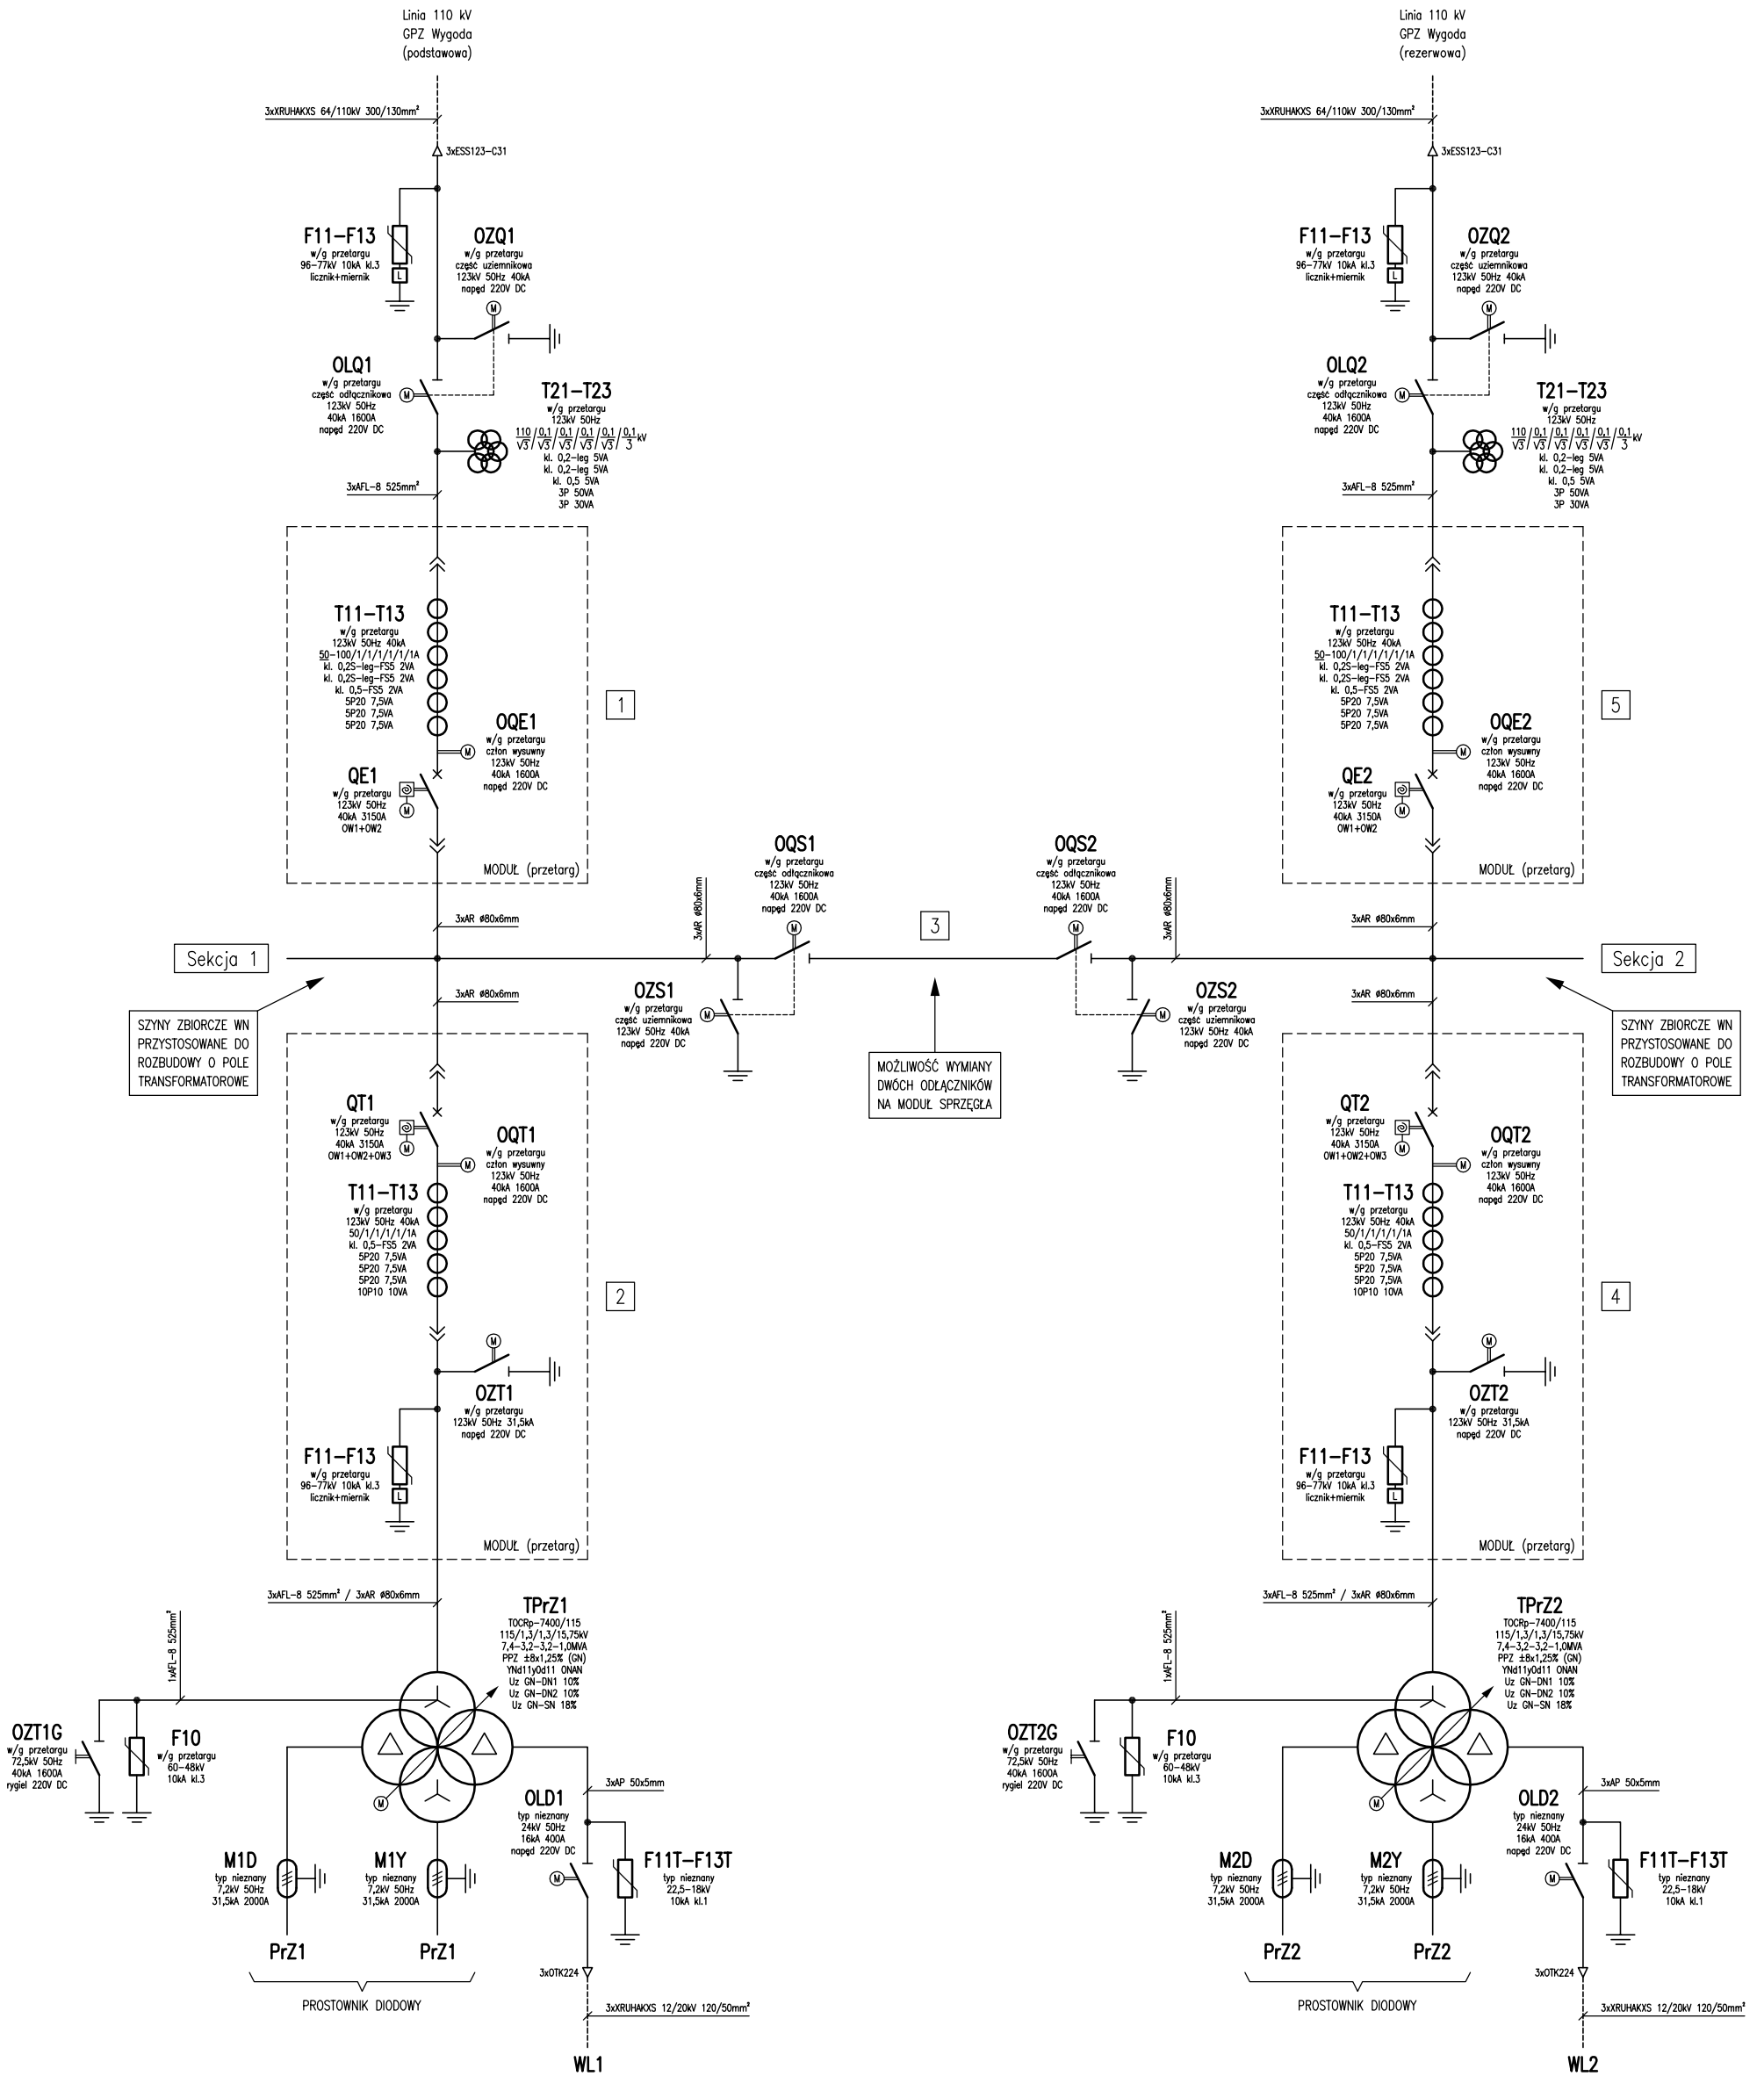 Linia 110 kV
GPZ Wygoda
(podstawowa)
3xXRUHAKXS 64/110kV 300/130mm²
3xESS123-C31
F11-F13
w/g przetargu
96-77kV 10kA kl.3
licznik+miernik
L
OZQ1
w/g przetargu
część uziemnikowa
123kV 50Hz 40kA
napęd 220V DC
M
OLQ1
w/g przetargu
część odłącznikowa
123kV 50Hz
40kA 1600A
napęd 220V DC
M
T21-T23
w/g przetargu
123kV 50Hz
110/√3 / 0,1/√3 / 0,1/√3 / 0,1/√3 / 0,1/√3 / 0,1/3 kV
kl. 0,2-leg 5VA
kl. 0,2-leg 5VA
kl. 0,5 5VA
3P 50VA
3P 30VA
3xAFL-8 525mm²
T11-T13
w/g przetargu
123kV 50Hz 40kA
50-100/1/1/1/1/1/1A
kl. 0,2S-leg-FS5 2VA
kl. 0,2S-leg-FS5 2VA
kl. 0,5-FS5 2VA
5P20 7,5VA
5P20 7,5VA
5P20 7,5VA
1
OQE1
w/g przetargu
człon wysuwny
123kV 50Hz
40kA 1600A
napęd 220V DC
M
QE1
w/g przetargu
123kV 50Hz
40kA 3150A
OW1+OW2
M
MODUŁ (przetarg)
3xAR ø80x6mm
Sekcja 1
3xAR ø80x6mm
SZYNY ZBIORCZE WN
PRZYSTOSOWANE DO
ROZBUDOWY O POLE
TRANSFORMATOROWE
QT1
w/g przetargu
123kV 50Hz
40kA 3150A
OW1+OW2+OW3
M
OQT1
w/g przetargu
człon wysuwny
123kV 50Hz
40kA 1600A
napęd 220V DC
M
T11-T13
w/g przetargu
123kV 50Hz 40kA
50/1/1/1/1/1A
kl. 0,5-FS5 2VA
5P20 7,5VA
5P20 7,5VA
5P20 7,5VA
10P10 10VA
2
M
OZT1
w/g przetargu
123kV 50Hz 31,5kA
napęd 220V DC
F11-F13
w/g przetargu
96-77kV 10kA kl.3
licznik+miernik
L
MODUŁ (przetarg)
3xAFL-8 525mm² / 3xAR ø80x6mm
1xAFL-8 525mm²
TPrZ1
TOCRp-7400/115
115/1,3/1,3/15,75kV
7,4-3,2-3,2-1,0MVA
PPZ ±8x1,25% (GN)
YNd11y0d11 ONAN
Uz GN-DN1 10%
Uz GN-DN2 10%
Uz GN-SN 18%
OZT1G
w/g przetargu
72,5kV 50Hz
40kA 1600A
rygiel 220V DC
F10
w/g przetargu
60-48kV
10kA kl.3
M
3xAP 50x5mm
OLD1
typ nieznany
24kV 50Hz
16kA 400A
napęd 220V DC
M
F11T-F13T
typ nieznany
22,5-18kV
10kA kl.1
M1D
typ nieznany
7,2kV 50Hz
31,5kA 2000A
M1Y
typ nieznany
7,2kV 50Hz
31,5kA 2000A
PrZ1
PrZ1
PROSTOWNIK DIODOWY
3xOTK224
3xXRUHAKXS 12/20kV 120/50mm²
WL1
3xAR ø80x6mm
OQS1
w/g przetargu
część odłącznikowa
123kV 50Hz
40kA 1600A
napęd 220V DC
M
OZS1
w/g przetargu
część uziemnikowa
123kV 50Hz 40kA
napęd 220V DC
M
3
MOŻLIWOŚĆ WYMIANY
DWÓCH ODŁĄCZNIKÓW
NA MODUŁ SPRZĘGŁA
OQS2
w/g przetargu
część odłącznikowa
123kV 50Hz
40kA 1600A
napęd 220V DC
M
OZS2
w/g przetargu
część uziemnikowa
123kV 50Hz 40kA
napęd 220V DC
M
3xAR ø80x6mm
Linia 110 kV
GPZ Wygoda
(rezerwowa)
3xXRUHAKXS 64/110kV 300/130mm²
3xESS123-C31
F11-F13
w/g przetargu
96-77kV 10kA kl.3
licznik+miernik
L
OZQ2
w/g przetargu
część uziemnikowa
123kV 50Hz 40kA
napęd 220V DC
M
OLQ2
w/g przetargu
część odłącznikowa
123kV 50Hz
40kA 1600A
napęd 220V DC
M
T21-T23
w/g przetargu
123kV 50Hz
110/√3 / 0,1/√3 / 0,1/√3 / 0,1/√3 / 0,1/√3 / 0,1/3 kV
kl. 0,2-leg 5VA
kl. 0,2-leg 5VA
kl. 0,5 5VA
3P 50VA
3P 30VA
3xAFL-8 525mm²
T11-T13
w/g przetargu
123kV 50Hz 40kA
50-100/1/1/1/1/1/1A
kl. 0,2S-leg-FS5 2VA
kl. 0,2S-leg-FS5 2VA
kl. 0,5-FS5 2VA
5P20 7,5VA
5P20 7,5VA
5P20 7,5VA
5
OQE2
w/g przetargu
człon wysuwny
123kV 50Hz
40kA 1600A
napęd 220V DC
M
QE2
w/g przetargu
123kV 50Hz
40kA 3150A
OW1+OW2
M
MODUŁ (przetarg)
3xAR ø80x6mm
Sekcja 2
3xAR ø80x6mm
SZYNY ZBIORCZE WN
PRZYSTOSOWANE DO
ROZBUDOWY O POLE
TRANSFORMATOROWE
QT2
w/g przetargu
123kV 50Hz
40kA 3150A
OW1+OW2+OW3
M
OQT2
w/g przetargu
człon wysuwny
123kV 50Hz
40kA 1600A
napęd 220V DC
M
T11-T13
w/g przetargu
123kV 50Hz 40kA
50/1/1/1/1/1A
kl. 0,5-FS5 2VA
5P20 7,5VA
5P20 7,5VA
5P20 7,5VA
10P10 10VA
4
M
OZT2
w/g przetargu
123kV 50Hz 31,5kA
napęd 220V DC
F11-F13
w/g przetargu
96-77kV 10kA kl.3
licznik+miernik
L
MODUŁ (przetarg)
3xAFL-8 525mm² / 3xAR ø80x6mm
1xAFL-8 525mm²
TPrZ2
TOCRp-7400/115
115/1,3/1,3/15,75kV
7,4-3,2-3,2-1,0MVA
PPZ ±8x1,25% (GN)
YNd11y0d11 ONAN
Uz GN-DN1 10%
Uz GN-DN2 10%
Uz GN-SN 18%
OZT2G
w/g przetargu
72,5kV 50Hz
40kA 1600A
rygiel 220V DC
F10
w/g przetargu
60-48kV
10kA kl.3
M
3xAP 50x5mm
OLD2
typ nieznany
24kV 50Hz
16kA 400A
napęd 220V DC
M
F11T-F13T
typ nieznany
22,5-18kV
10kA kl.1
M2D
typ nieznany
7,2kV 50Hz
31,5kA 2000A
M2Y
typ nieznany
7,2kV 50Hz
31,5kA 2000A
PrZ2
PrZ2
PROSTOWNIK DIODOWY
3xOTK224
3xXRUHAKXS 12/20kV 120/50mm²
WL2